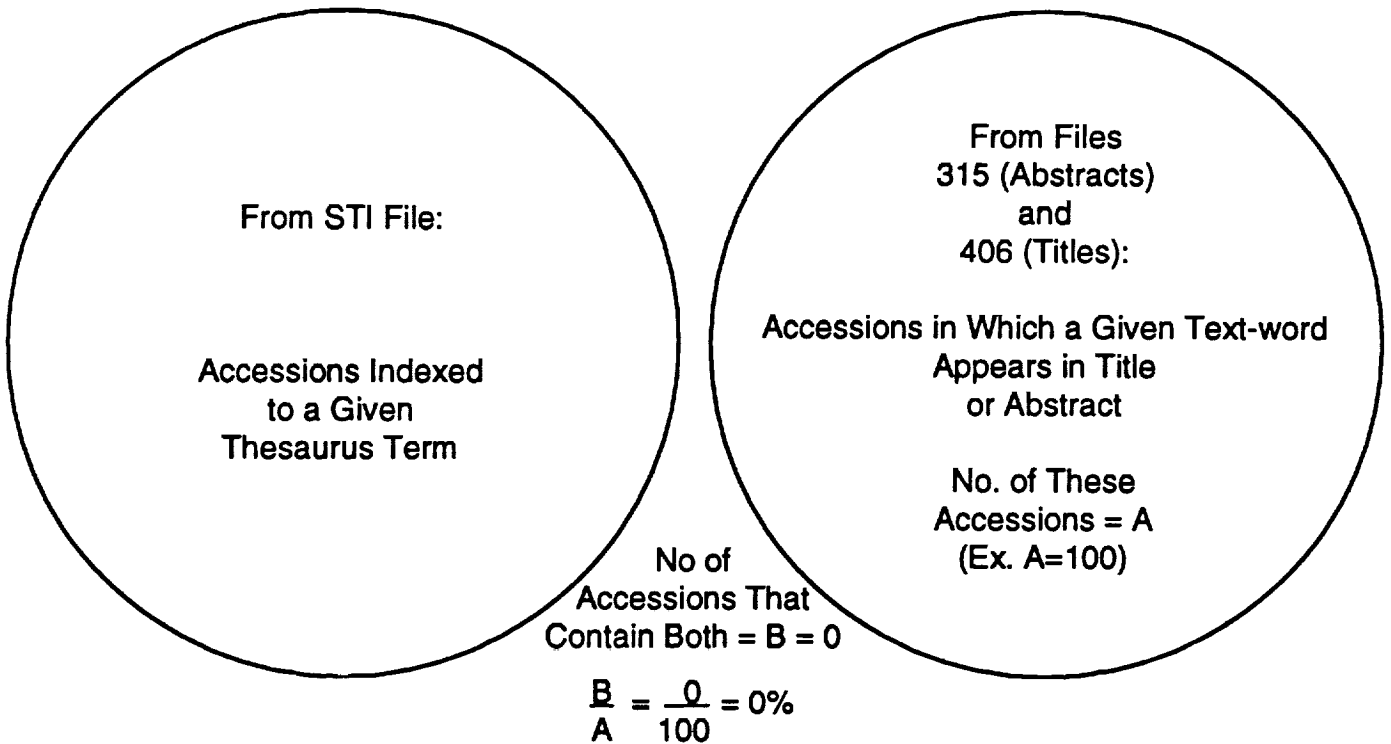 From STI File:
Accessions Indexed
to a Given
Thesaurus Term
From Files
315 (Abstracts)
and
406 (Titles):
Accessions in Which a Given Text-word
Appears in Title
or Abstract
No. of These
Accessions = A
(Ex. A=100)
No of
Accessions That
Contain Both = B = 0
B/A = 0/100 = 0%